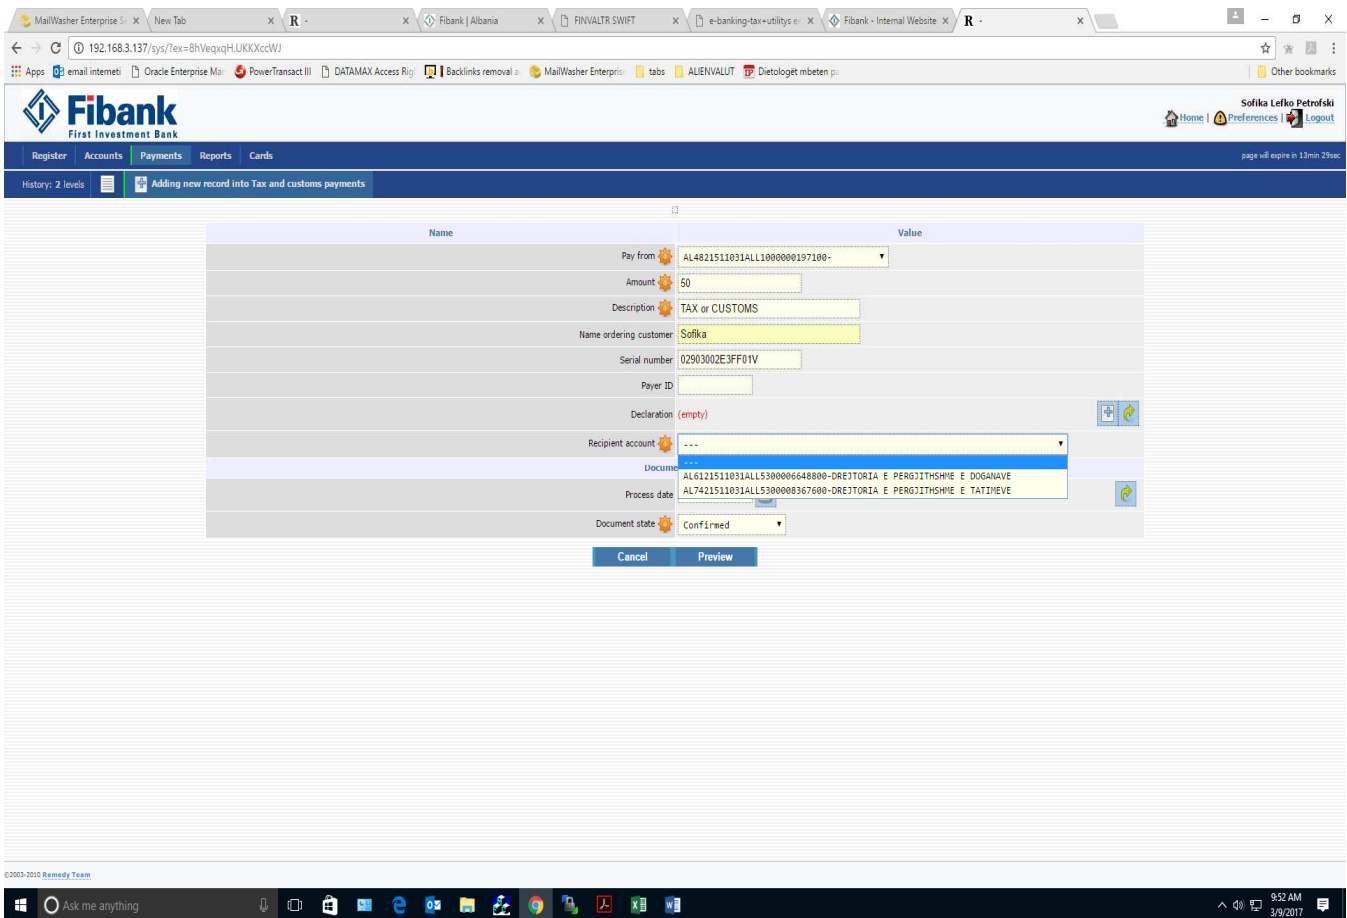 MailWasher Enterprise S
New Tab
R -
Fibank | Albania
FINVALTR SWIFT
e-banking-tax+utilitys e
Fibank - Internal Website
R -
192.168.3.137/sys/?ex=8hVeqxqH.UKKXccWJ
Apps
email interneti
Oracle Enterprise Ma
PowerTransact III
DATAMAX Access Rig
Backlinks removal a
MailWasher Enterpris
tabs
ALIENVALUT
Dietologët mbeten pa
Other bookmarks
Fibank
First Investment Bank
Sofika Lefko Petrofski
Home | Preferences | Logout
Register Accounts Payments Reports Cards
page will expire in 13min 29sec
History: 2 levels
Adding new record into Tax and customs payments
Name Value
Pay from AL4821511031ALL1000000197100-
Amount 50
Description TAX or CUSTOMS
Name ordering customer Sofika
Serial number 02903002E3FF01V
Payer ID
Declaration (empty)
Recipient account ---
---
Docume
AL6121511031ALL5300006648800-DREJTORIA E PERGJITHSHME E DOGANAVE
AL7421511031ALL5300008367600-DREJTORIA E PERGJITHSHME E TATIMEVE
Process date
Document state Confirmed
Cancel Preview
©2003-2010 Remedy Team
Ask me anything
9:52 AM
3/9/2017